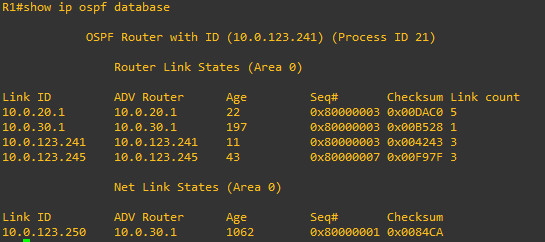 R1#show ip ospf database
OSPF Router with ID (10.0.123.241) (Process ID 21)
Router Link States (Area 0)
Link ID ADV Router Age Seq# Checksum Link count
10.0.20.1 10.0.20.1 22 0x80000003 0x00DAC0 5
10.0.30.1 10.0.30.1 197 0x80000003 0x00B528 1
10.0.123.241 10.0.123.241 11 0x80000003 0x004243 3
10.0.123.245 10.0.123.245 43 0x80000007 0x00F97F 3
Net Link States (Area 0)
Link ID ADV Router Age Seq# Checksum
10.0.123.250 10.0.30.1 1062 0x80000001 0x0084CA